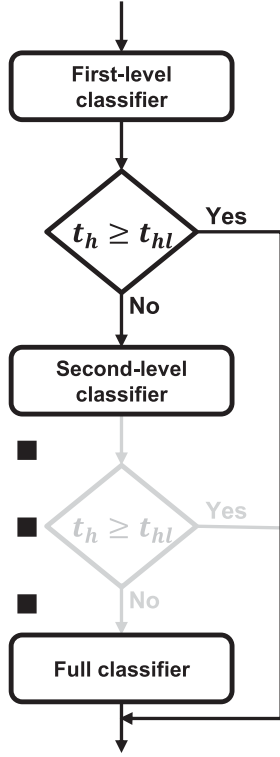 First-level
classifier
t_h ≥ t_hl
Yes
No
Second-level
classifier
t_h ≥ t_hl
Yes
No
Full classifier